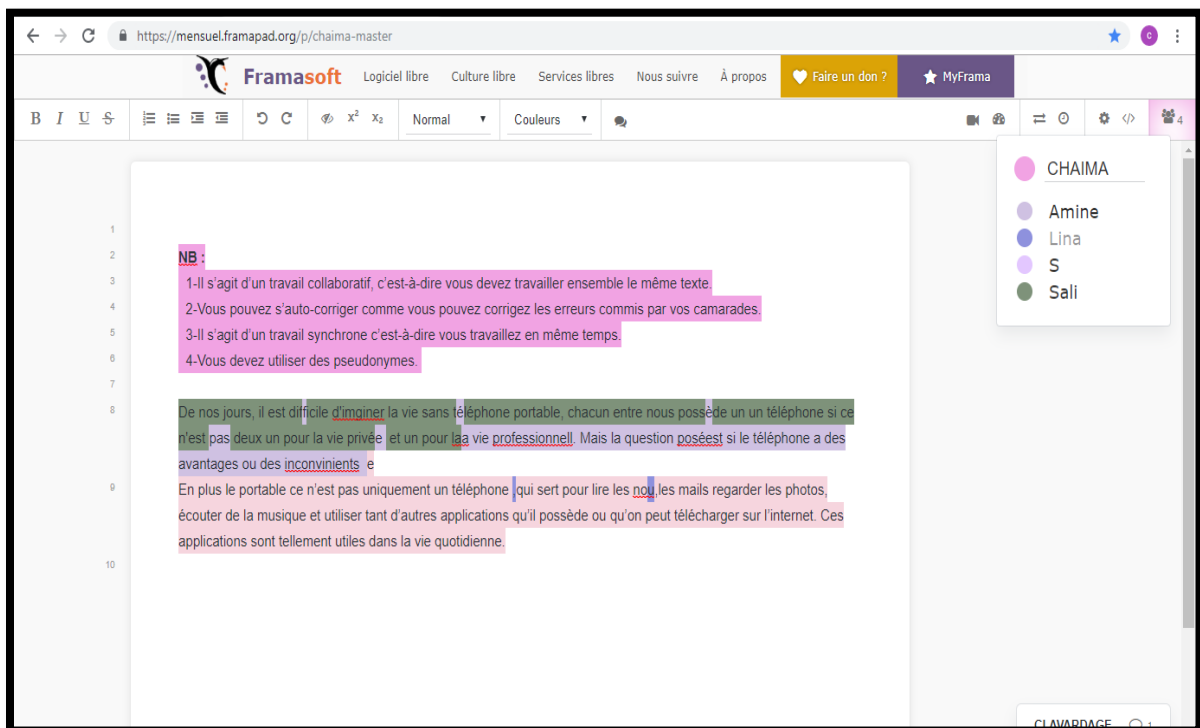 https://mensuel.framapad.org/p/chaima-master
C
Framasoft
Logiciel libre
Culture libre
Services libres
Nous suivre
À propos
Faire un don ?
MyFrama
B I U S
x² x₂
Normal
Couleurs
4
CHAIMA
Amine
Lina
S
Sali
1
2 NB :
3 1-Il s’agit d’un travail collaboratif, c’est-à-dire vous devez travailler ensemble le même texte.
4 2-Vous pouvez s’auto-corriger comme vous pouvez corrigez les erreurs commis par vos camarades.
5 3-Il s’agit d’un travail synchrone c’est-à-dire vous travaillez en même temps.
6 4-Vous devez utiliser des pseudonymes.
7
8 De nos jours, il est difficile d'imginer la vie sans téléphone portable, chacun entre nous possède un un téléphone si ce
n'est pas deux un pour la vie privée et un pour laa vie professionnell. Mais la question poséest si le téléphone a des
avantages ou des inconvinients e
9 En plus le portable ce n’est pas uniquement un téléphone ,qui sert pour lire les nou,les mails regarder les photos,
écouter de la musique et utiliser tant d’autres applications qu’il possède ou qu’on peut télécharger sur l’internet. Ces
applications sont tellement utiles dans la vie quotidienne.
10
CLAVARDAGE 1